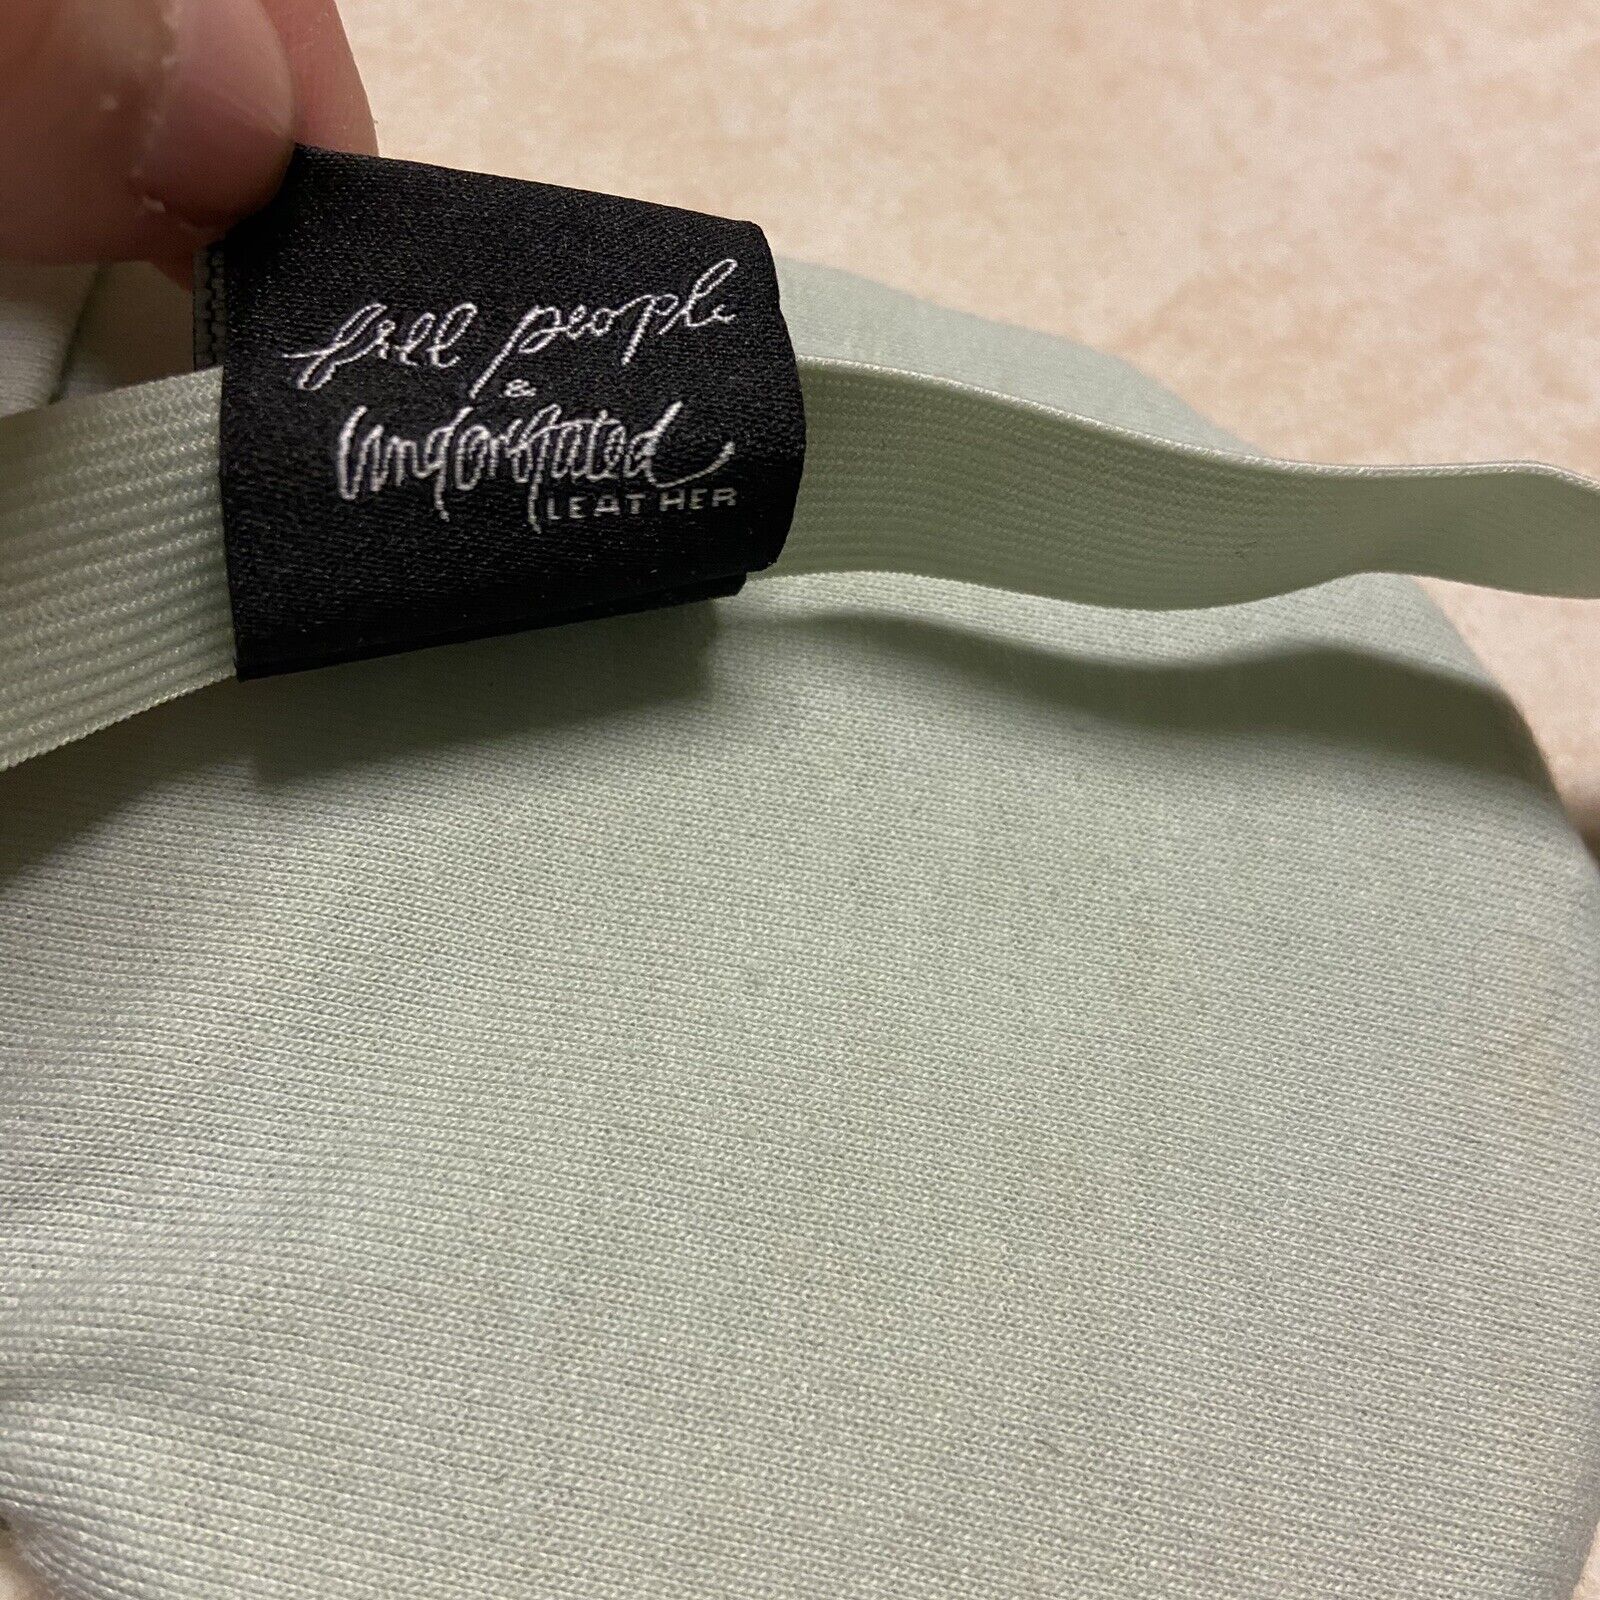 free people
&
understated
LEATHER